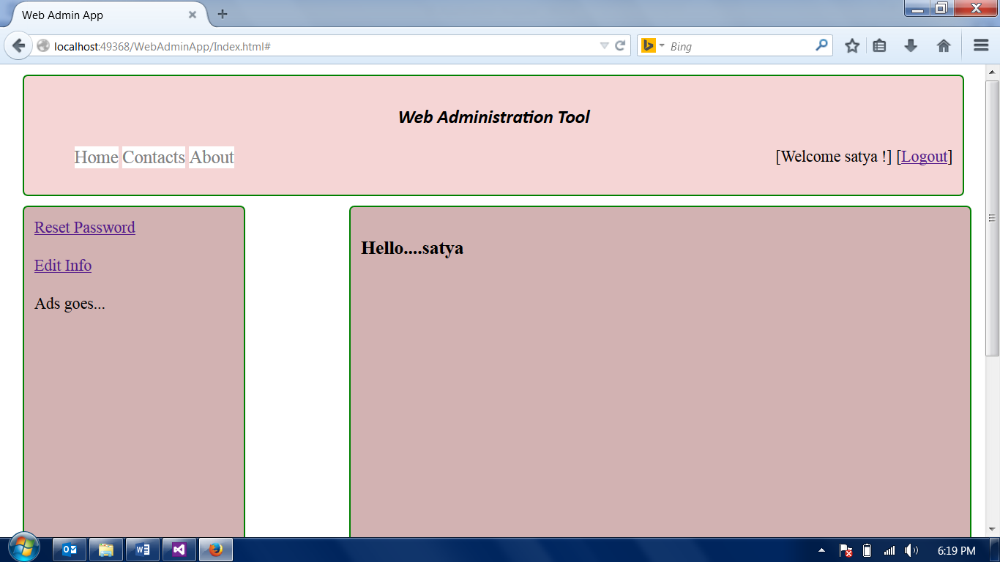 Web Admin App
localhost:49368/WebAdminApp/Index.html#
Bing
Web Administration Tool
Home Contacts About
[Welcome satya !] [Logout]
Reset Password
Edit Info
Ads goes...
Hello....satya
6:19 PM